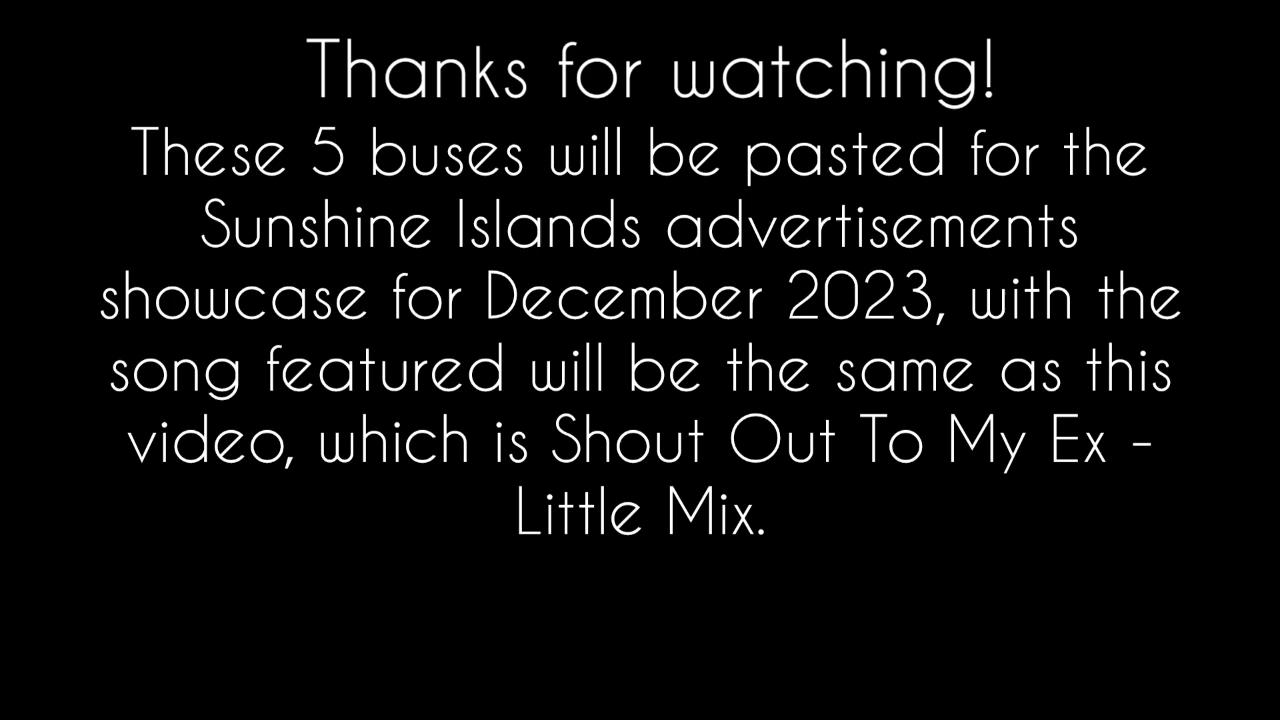 Thanks for watching!
These 5 buses will be pasted for the
Sunshine Islands advertisements
showcase for December 2023, with the
song featured will be the same as this
video, which is Shout Out To My Ex -
Little Mix.